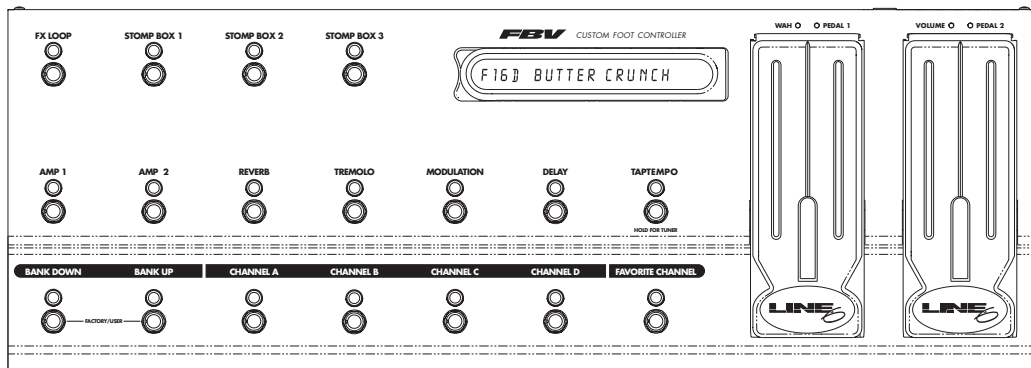 FBV CUSTOM FOOT CONTROLLER
WAH PEDAL 1 VOLUME PEDAL 2
FX LOOP STOMP BOX 1 STOMP BOX 2 STOMP BOX 3
F16D BUTTER CRUNCH
AMP 1 AMP 2 REVERB TREMOLO MODULATION DELAY TAP TEMPO
HOLD FOR TUNER
BANK DOWN BANK UP CHANNEL A CHANNEL B CHANNEL C CHANNEL D FAVORITE CHANNEL
FACTORY/USER
LINE 6 LINE 6